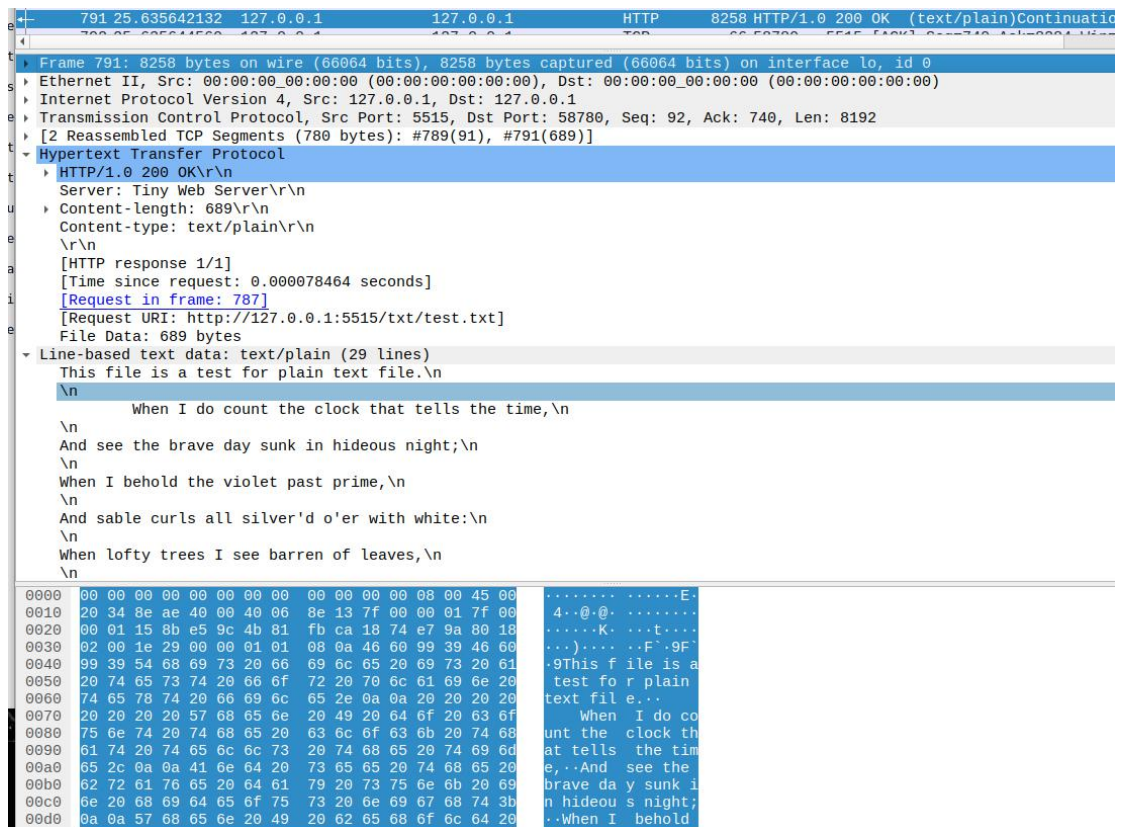 791 25.635642132 127.0.0.1 127.0.0.1 HTTP 8258 HTTP/1.0 200 OK (text/plain)Continuatio
Frame 791: 8258 bytes on wire (66064 bits), 8258 bytes captured (66064 bits) on interface lo, id 0
Ethernet II, Src: 00:00:00_00:00:00 (00:00:00:00:00:00), Dst: 00:00:00_00:00:00 (00:00:00:00:00:00)
Internet Protocol Version 4, Src: 127.0.0.1, Dst: 127.0.0.1
Transmission Control Protocol, Src Port: 5515, Dst Port: 58780, Seq: 92, Ack: 740, Len: 8192
[2 Reassembled TCP Segments (780 bytes): #789(91), #791(689)]
Hypertext Transfer Protocol
HTTP/1.0 200 OK\r\n
Server: Tiny Web Server\r\n
Content-length: 689\r\n
Content-type: text/plain\r\n
\r\n
[HTTP response 1/1]
[Time since request: 0.000078464 seconds]
[Request in frame: 787]
[Request URI: http://127.0.0.1:5515/txt/test.txt]
File Data: 689 bytes
Line-based text data: text/plain (29 lines)
This file is a test for plain text file.\n
\n
When I do count the clock that tells the time,\n
\n
And see the brave day sunk in hideous night;\n
\n
When I behold the violet past prime,\n
\n
And sable curls all silver'd o'er with white:\n
\n
When lofty trees I see barren of leaves,\n
\n
0000 00 00 00 00 00 00 00 00 00 00 00 00 08 00 45 00 ········ ······E·
0010 20 34 8e ae 40 00 40 06 8e 13 7f 00 00 01 7f 00  4··@·@· ········
0020 00 01 15 8b e5 9c 4b 81 fb ca 18 74 e7 9a 80 18 ······K· ···t····
0030 02 00 1e 29 00 00 01 01 08 0a 46 60 99 39 46 60 ···)···· ··F`·9F`
0040 99 39 54 68 69 73 20 66 69 6c 65 20 69 73 20 61 ·9This f ile is a
0050 20 74 65 73 74 20 66 6f 72 20 70 6c 61 69 6e 20  test fo r plain
0060 74 65 78 74 20 66 69 6c 65 2e 0a 0a 20 20 20 20 text fil e.··
0070 20 20 20 20 57 68 65 6e 20 49 20 64 6f 20 63 6f     When  I do co
0080 75 6e 74 20 74 68 65 20 63 6c 6f 63 6b 20 74 68 unt the  clock th
0090 61 74 20 74 65 6c 6c 73 20 74 68 65 20 74 69 6d at tells  the tim
00a0 65 2c 0a 0a 41 6e 64 20 73 65 65 20 74 68 65 20 e,··And  see the
00b0 62 72 61 76 65 20 64 61 79 20 73 75 6e 6b 20 69 brave da y sunk i
00c0 6e 20 68 69 64 65 6f 75 73 20 6e 69 67 68 74 3b n hideou s night;
00d0 0a 0a 57 68 65 6e 20 49 20 62 65 68 6f 6c 64 20 ··When I  behold